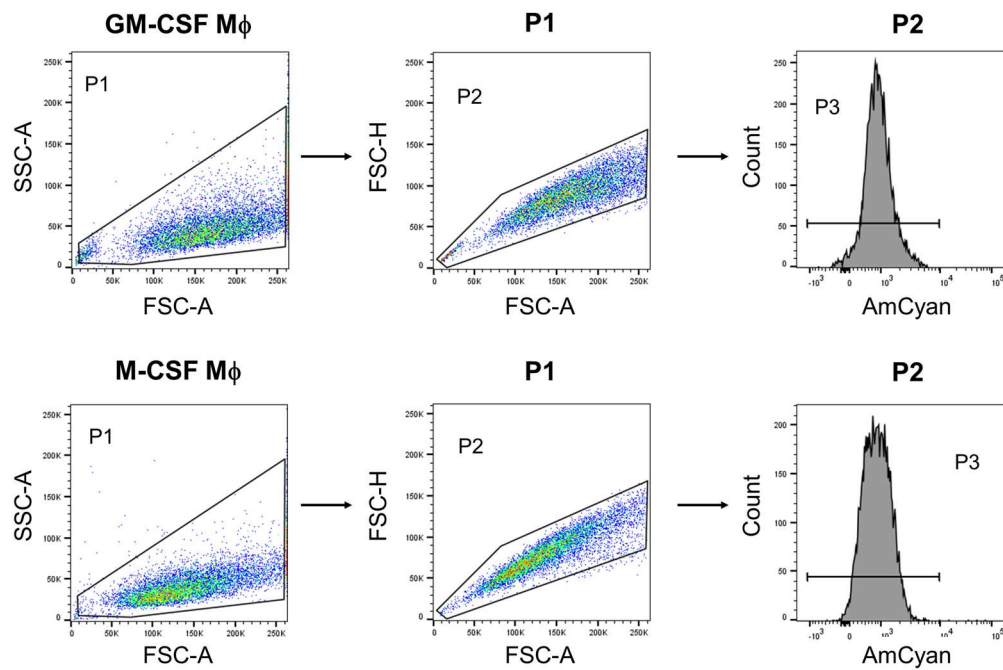 GM-CSF Mϕ
P1
P2
P1
SSC-A
250K
200K
150K
100K
50K
0
0
50K
100K
150K
200K
250K
FSC-A
P2
FSC-H
250K
200K
150K
100K
50K
0
0
50K
100K
150K
200K
250K
FSC-A
P3
Count
250
200
150
100
50
0
-10³
0
10³
10⁴
10⁵
AmCyan
M-CSF Mϕ
P1
P2
P1
SSC-A
250K
200K
150K
100K
50K
0
0
50K
100K
150K
200K
250K
FSC-A
P2
FSC-H
250K
200K
150K
100K
50K
0
0
50K
100K
150K
200K
250K
FSC-A
P3
Count
200
150
100
50
0
-10³
0
10³
10⁴
10⁵
AmCyan